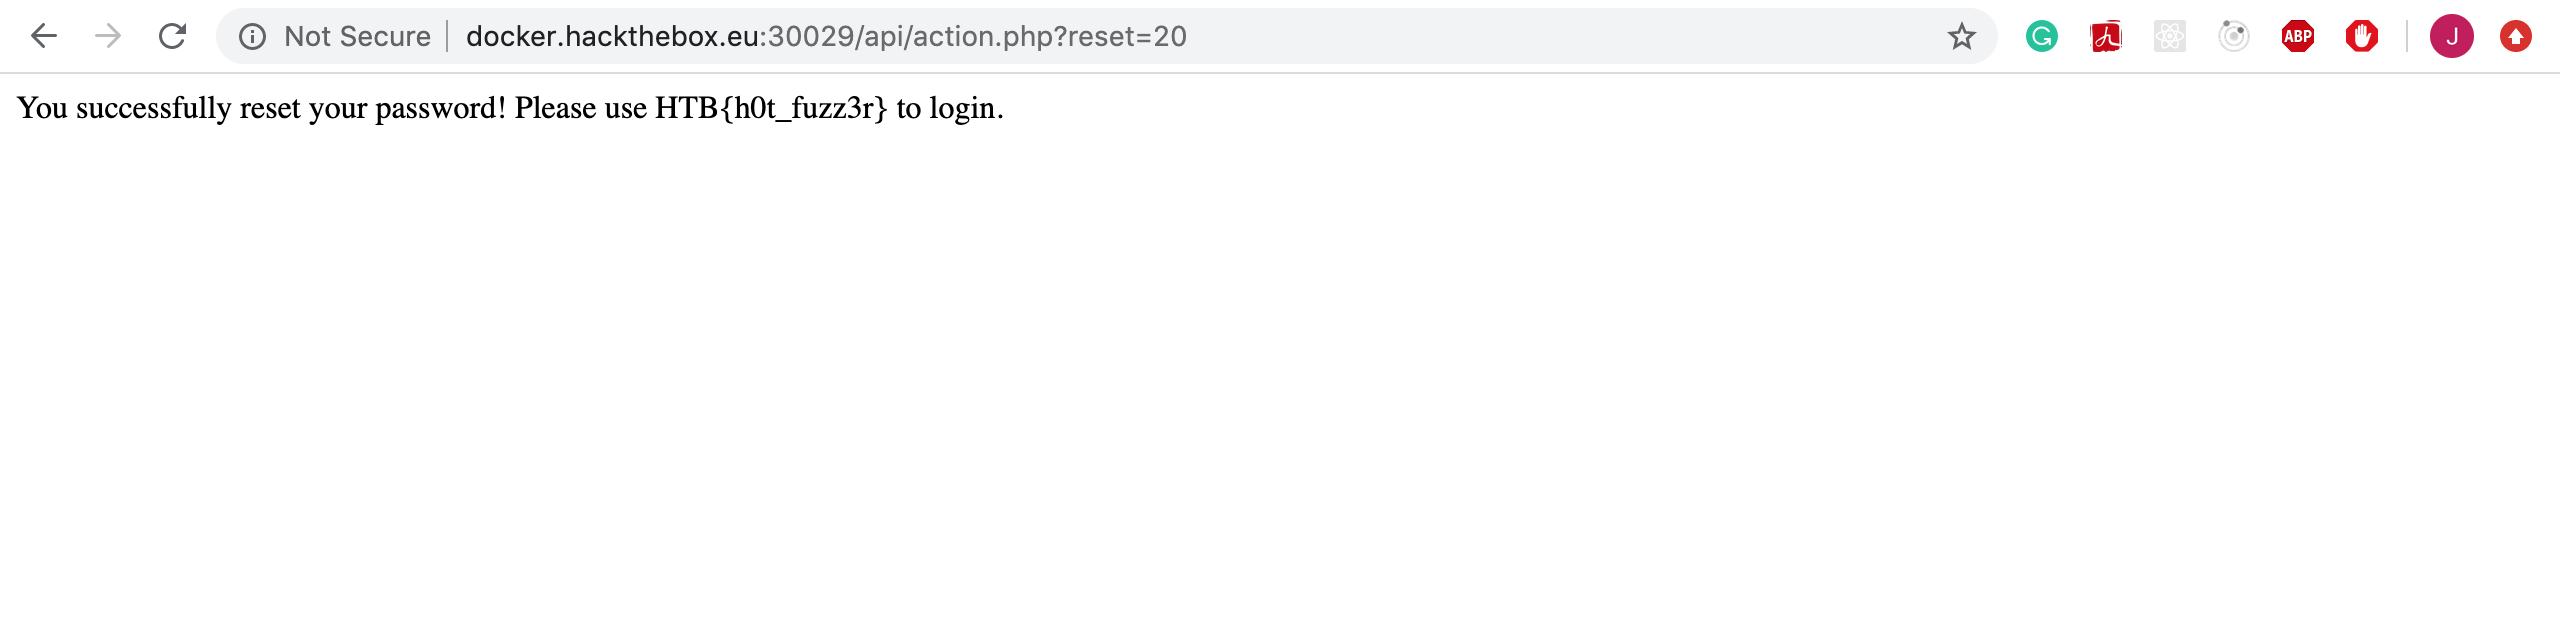 Not Secure docker.hackthebox.eu:30029/api/action.php?reset=20 ABP J
You successfully reset your password! Please use HTB{h0t_fuzz3r} to login.